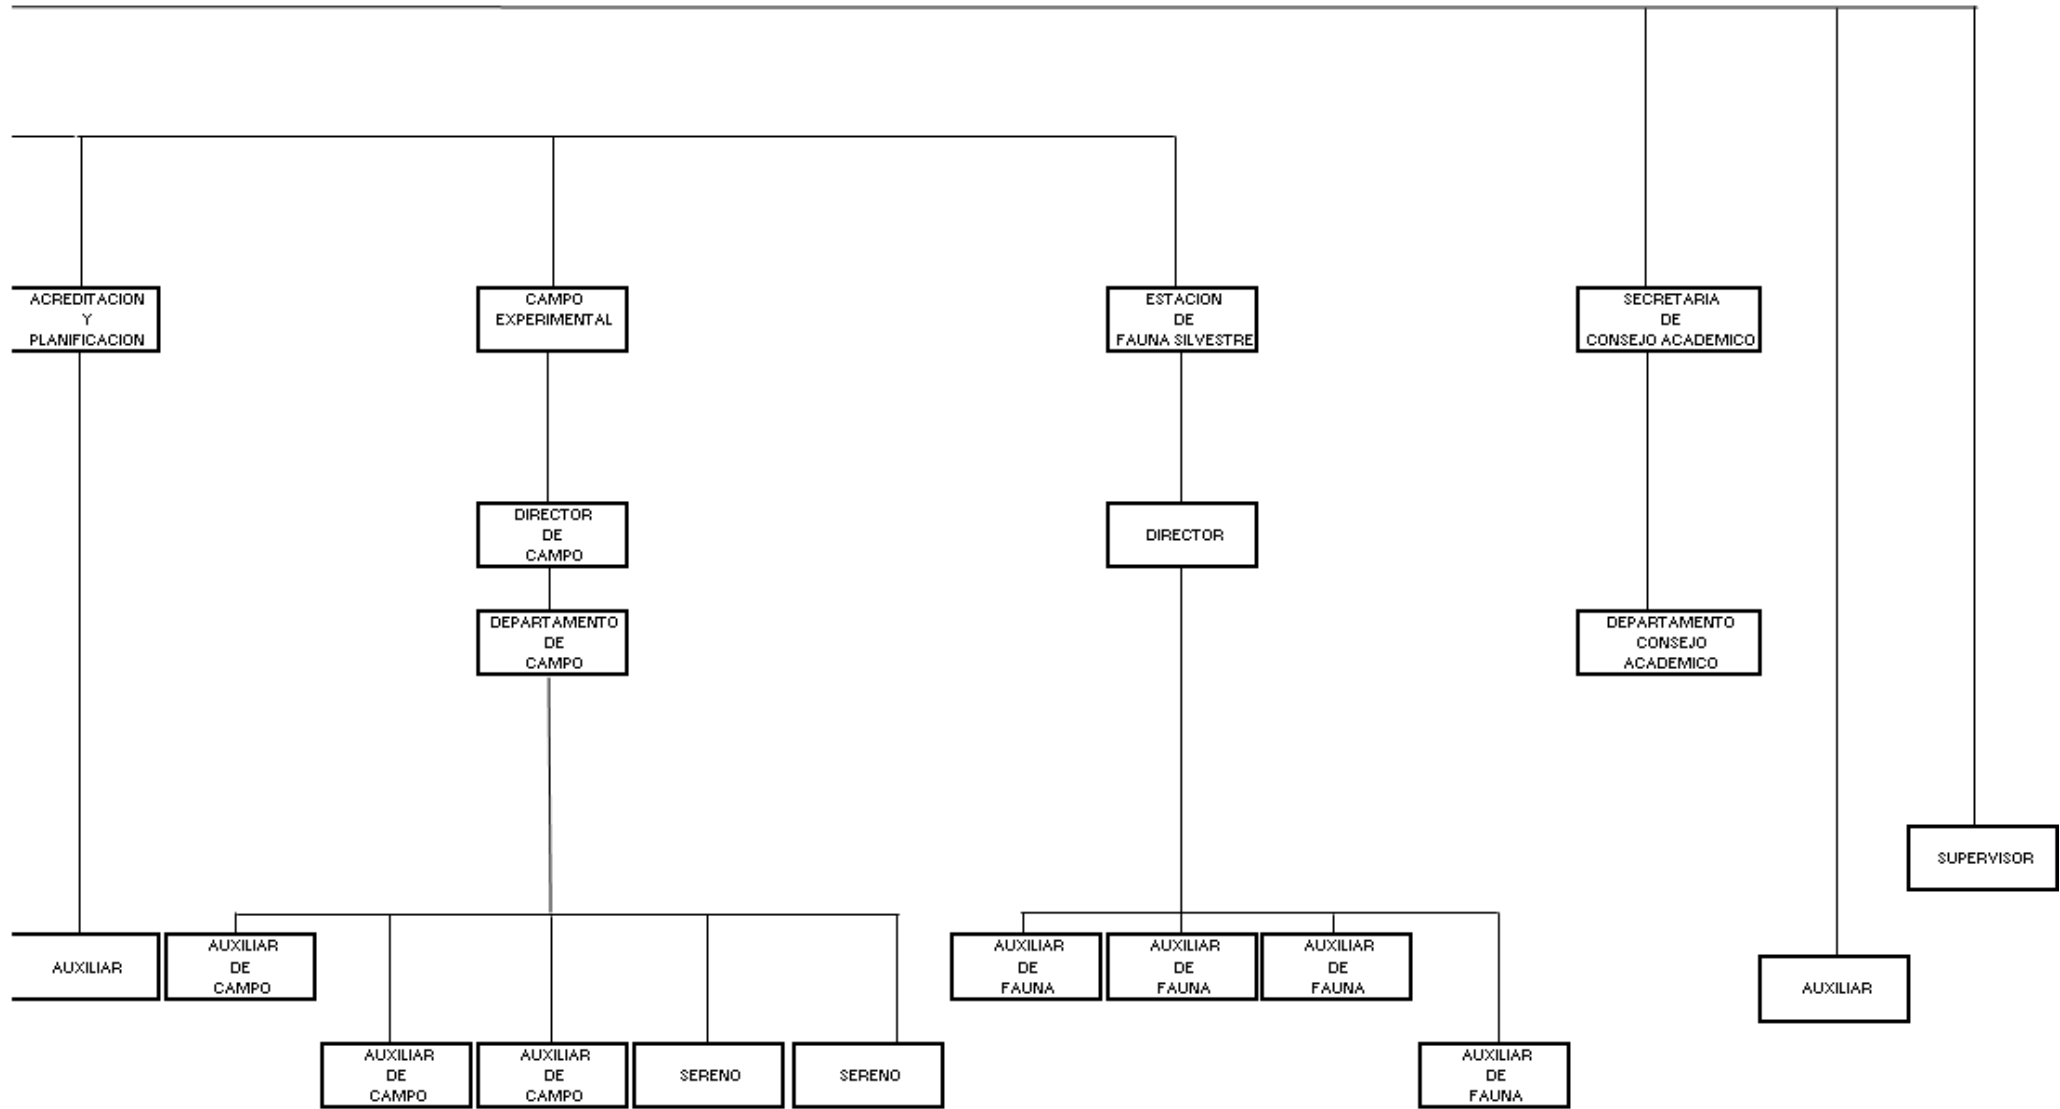 ACREDITACION
Y
PLANIFICACION
CAMPO
EXPERIMENTAL
ESTACION
DE
FAUNA SILVESTRE
SECRETARIA
DE
CONSEJO ACADEMICO
DIRECTOR
DE
CAMPO
DIRECTOR
DEPARTAMENTO
DE
CAMPO
DEPARTAMENTO
CONSEJO
ACADEMICO
SUPERVISOR
AUXILIAR
AUXILIAR
DE
CAMPO
AUXILIAR
DE
FAUNA
AUXILIAR
DE
FAUNA
AUXILIAR
DE
FAUNA
AUXILIAR
AUXILIAR
DE
CAMPO
AUXILIAR
DE
CAMPO
SERENO
SERENO
AUXILIAR
DE
FAUNA